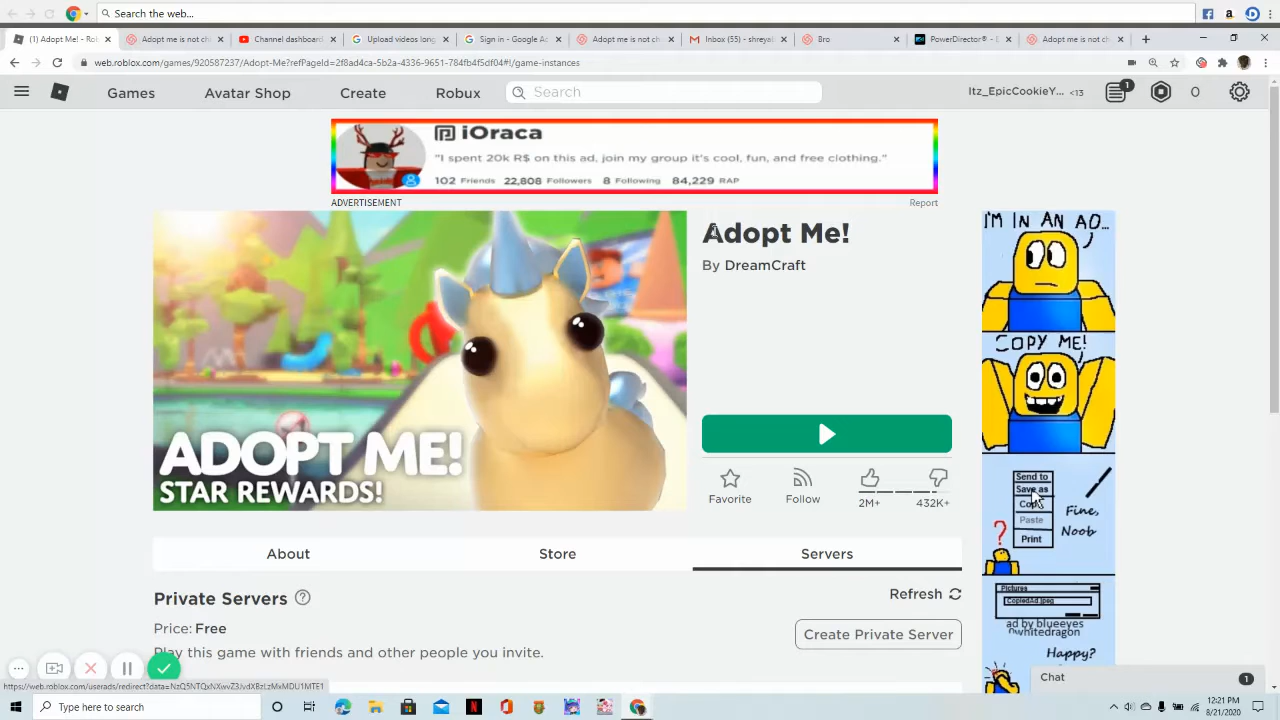 Search the web...
(1) Adopt Me! - Rol
Adopt me is not ch
Channel dashboard
Upload videos long
Sign in - Google Ac
Adopt me is not ch
Inbox (55) - shreya
Bro
PowerDirector® -
Adopt me is not ch
web.roblox.com/games/920587237/Adopt-Me?refPageId=2f8ad4ca-5b2a-4336-9651-784fb4f5df04#!/game-instances
Games
Avatar Shop
Create
Robux
Search
Itz_EpicCookieY... <13
1
0
iOraca
"I spent 20k R$ on this ad, join my group it's cool, fun, and free clothing."
102 Friends 22,808 Followers 8 Following 84,229 RAP
ADVERTISEMENT
Report
ADOPT ME!
STAR REWARDS!
Adopt Me!
By DreamCraft
Favorite
Follow
2M+
432K+
I'M IN AN AD...
COPY ME!
Send to
Save as
Copy
Paste
Print
?
Fine,
Noob
Pictures
CopiedAd.jpeg
ad by blueeyes
whitedragon
Happy?
About
Store
Servers
Private Servers
Refresh
Price: Free
Create Private Server
Play this game with friends and other people you invite.
Chat
1
Type here to search
12:21 PM
8/21/2020